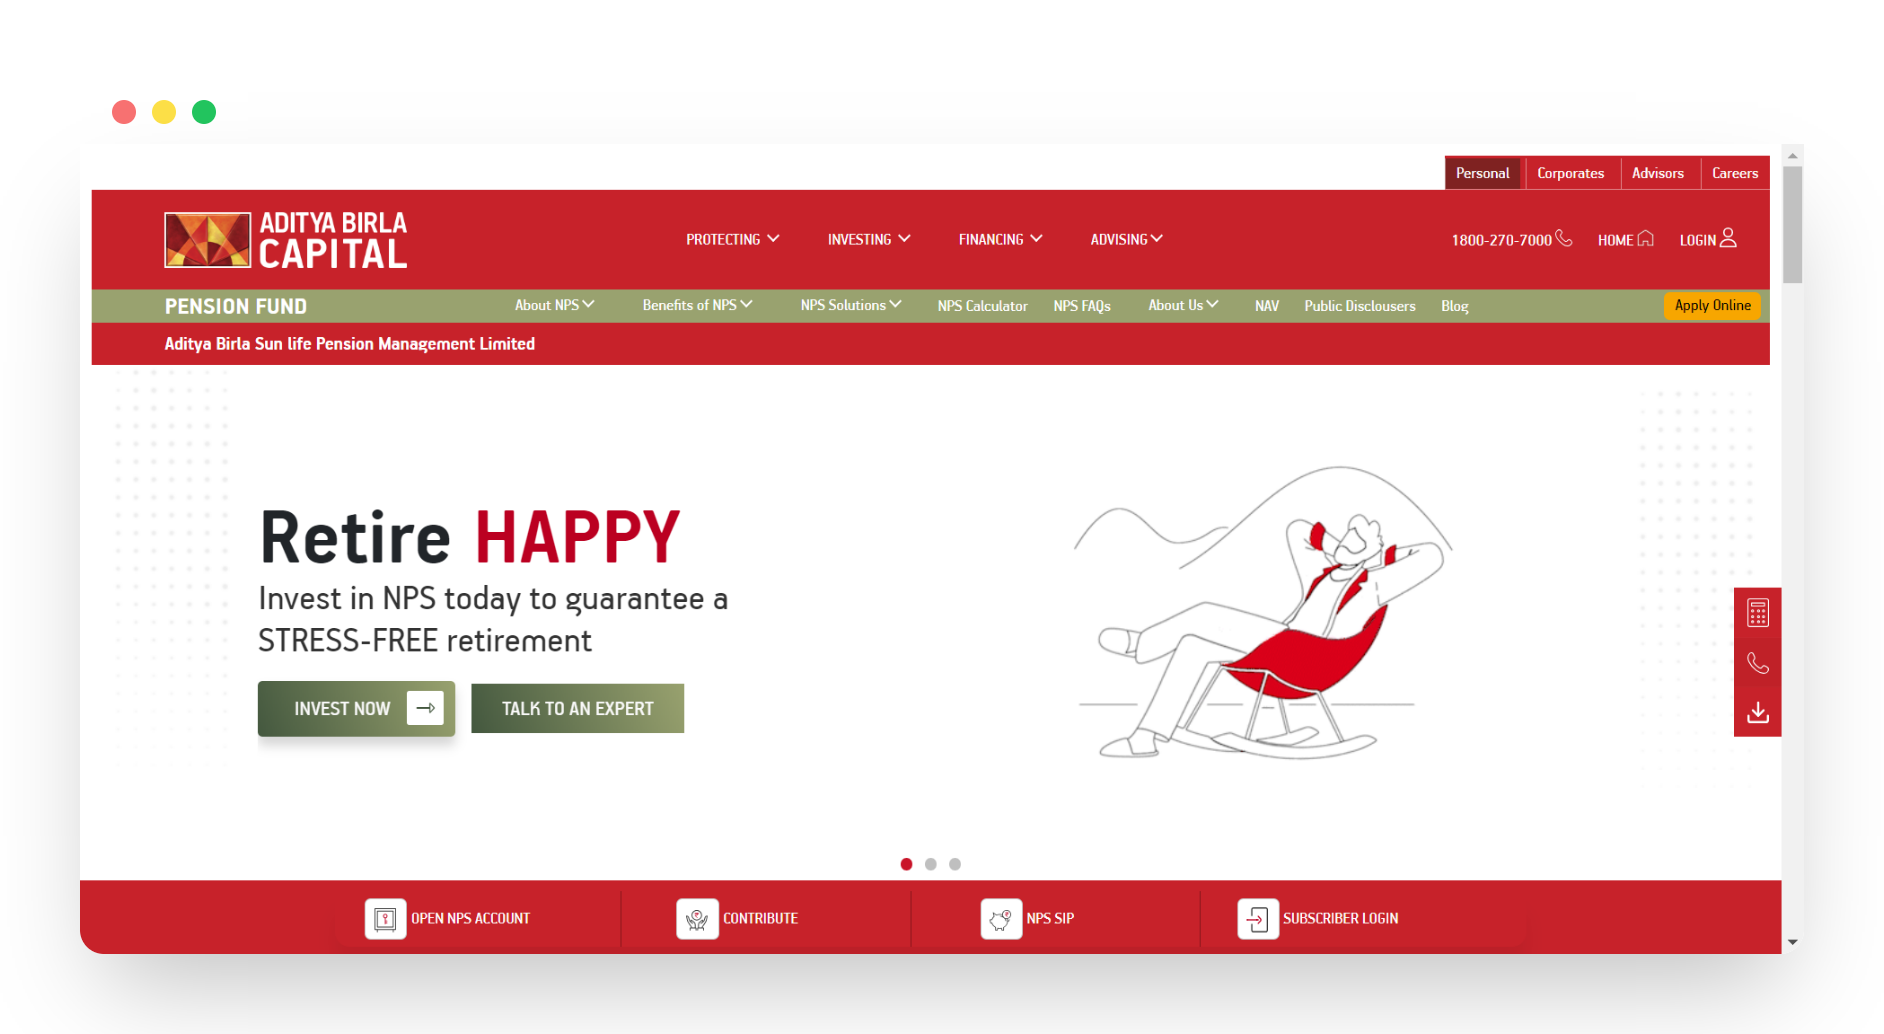 Personal Corporates Advisors Careers
ADITYA BIRLA
CAPITAL
PROTECTING INVESTING FINANCING ADVISING 1800-270-7000 HOME LOGIN
PENSION FUND About NPS Benefits of NPS NPS Solutions NPS Calculator NPS FAQs About Us NAV Public Disclousers Blog Apply Online
Aditya Birla Sun life Pension Management Limited
Retire HAPPY
Invest in NPS today to guarantee a
STRESS-FREE retirement
INVEST NOW TALK TO AN EXPERT
OPEN NPS ACCOUNT CONTRIBUTE NPS SIP SUBSCRIBER LOGIN